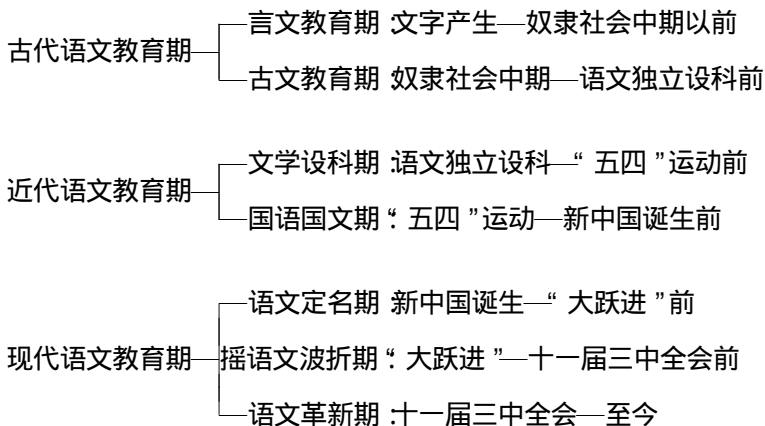 言文教育期:文字产生—奴隶社会中期以前
古代语文教育期
古文教育期:奴隶社会中期—语文独立设科前
文学设科期:语文独立设科—“五四”运动前
近代语文教育期
国语国文期:“五四”运动—新中国诞生前
语文定名期:新中国诞生—“大跃进”前
现代语文教育期—摇语文波折期:“大跃进”—十一届三中全会前
语文革新期:十一届三中全会—至今